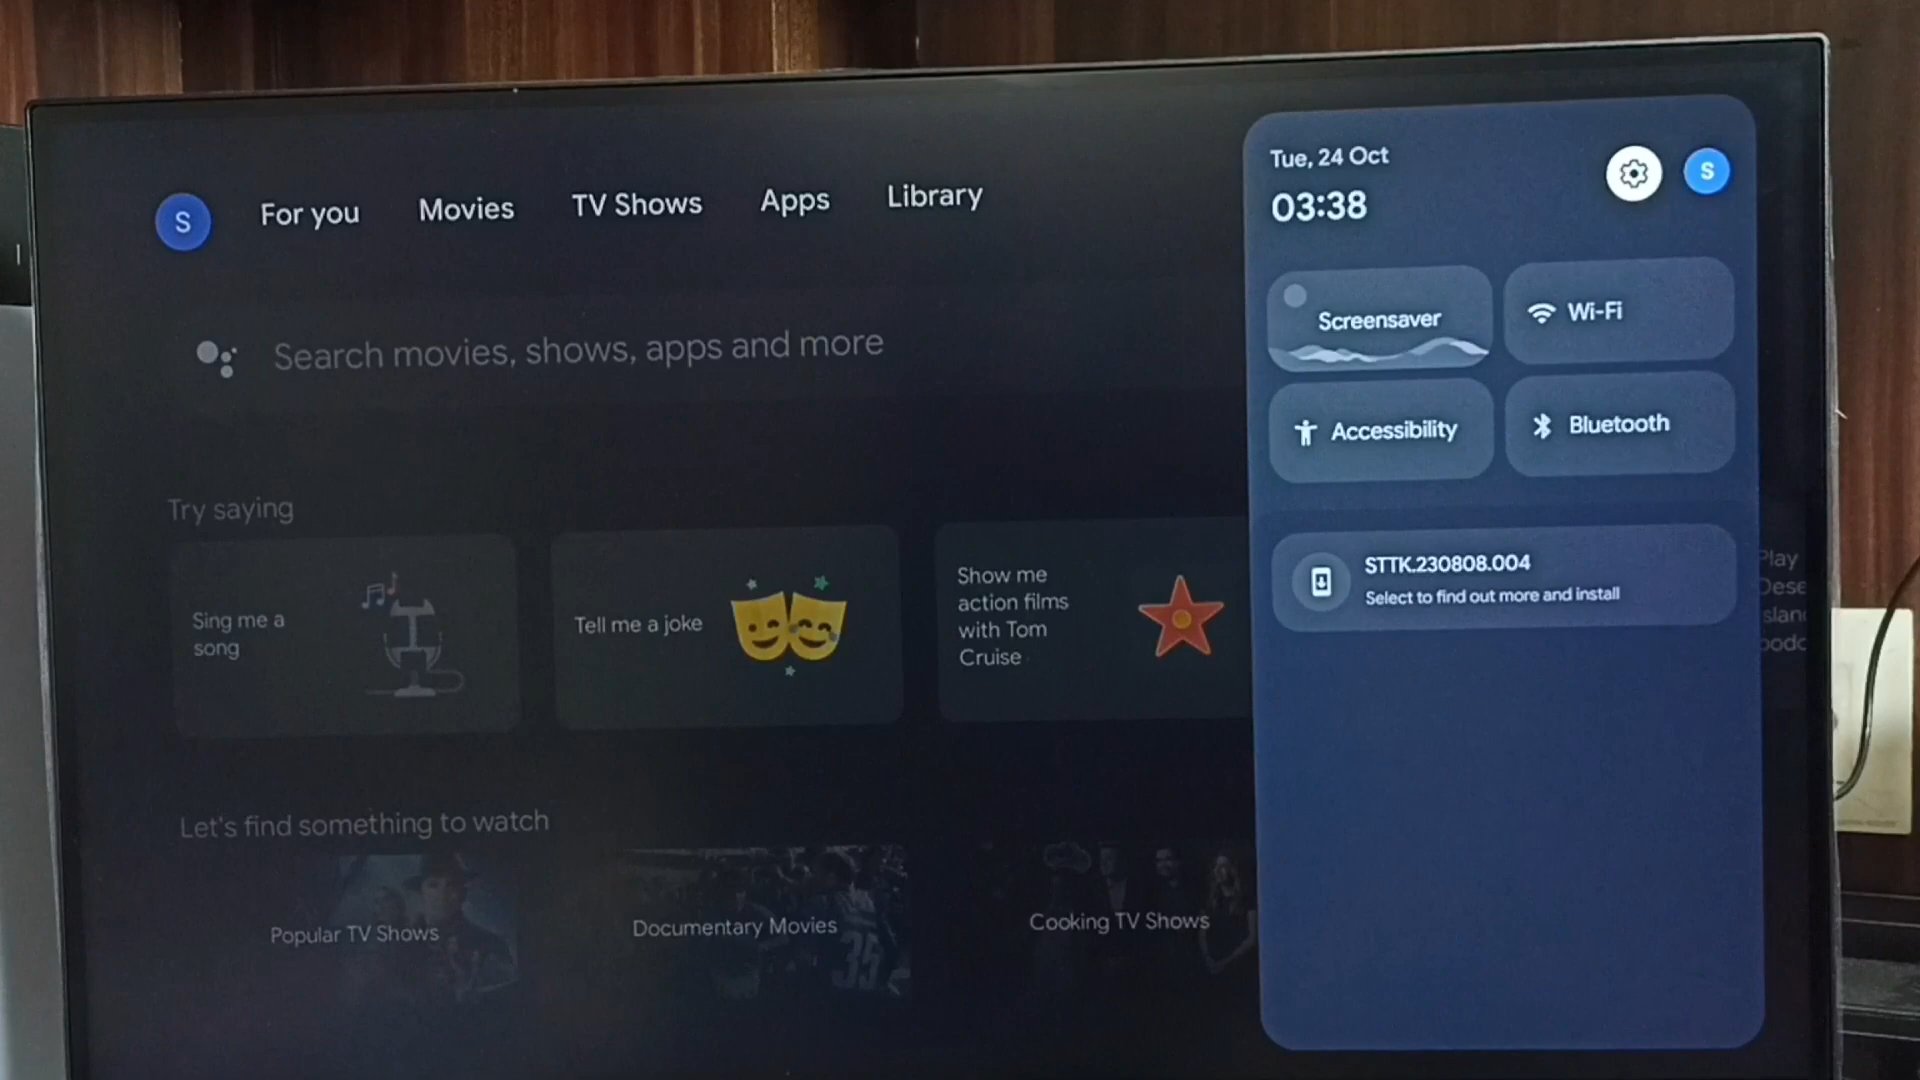 S
For you
Movies
TV Shows
Apps
Library
Search movies, shows, apps and more
Try saying
Sing me a
song
Tell me a joke
Show me
action films
with Tom
Cruise
Let's find something to watch
Popular TV Shows
Documentary Movies
35
Cooking TV Shows
Tue, 24 Oct
03:38
S
Screensaver
Wi-Fi
Accessibility
Bluetooth
STTK.230808.004
Select to find out more and install